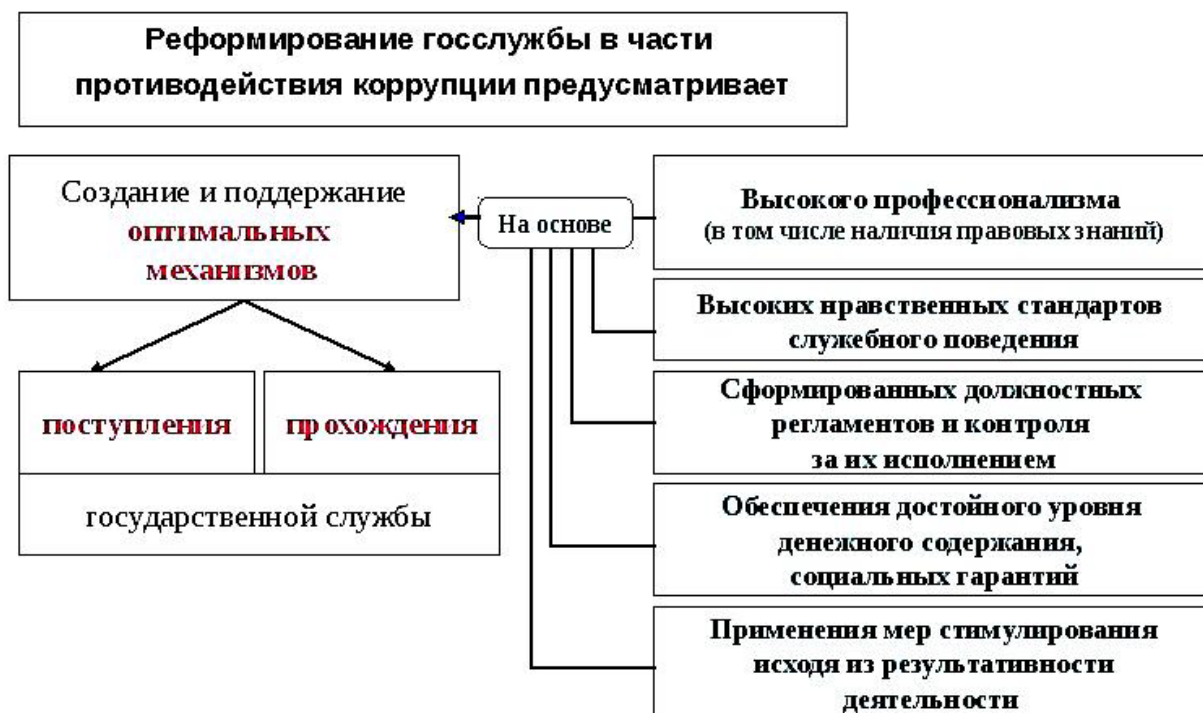 Реформирование госслужбы в части
противодействия коррупции предусматривает
Создание и поддержание
оптимальных
механизмов
поступления
прохождения
государственной службы
На основе
Высокого профессионализма
(в том числе наличия правовых знаний)
Высоких нравственных стандартов
служебного поведения
Сформированных должностных
регламентов и контроля
за их исполнением
Обеспечения достойного уровня
денежного содержания,
социальных гарантий
Применения мер стимулирования
исходя из результативности
деятельности